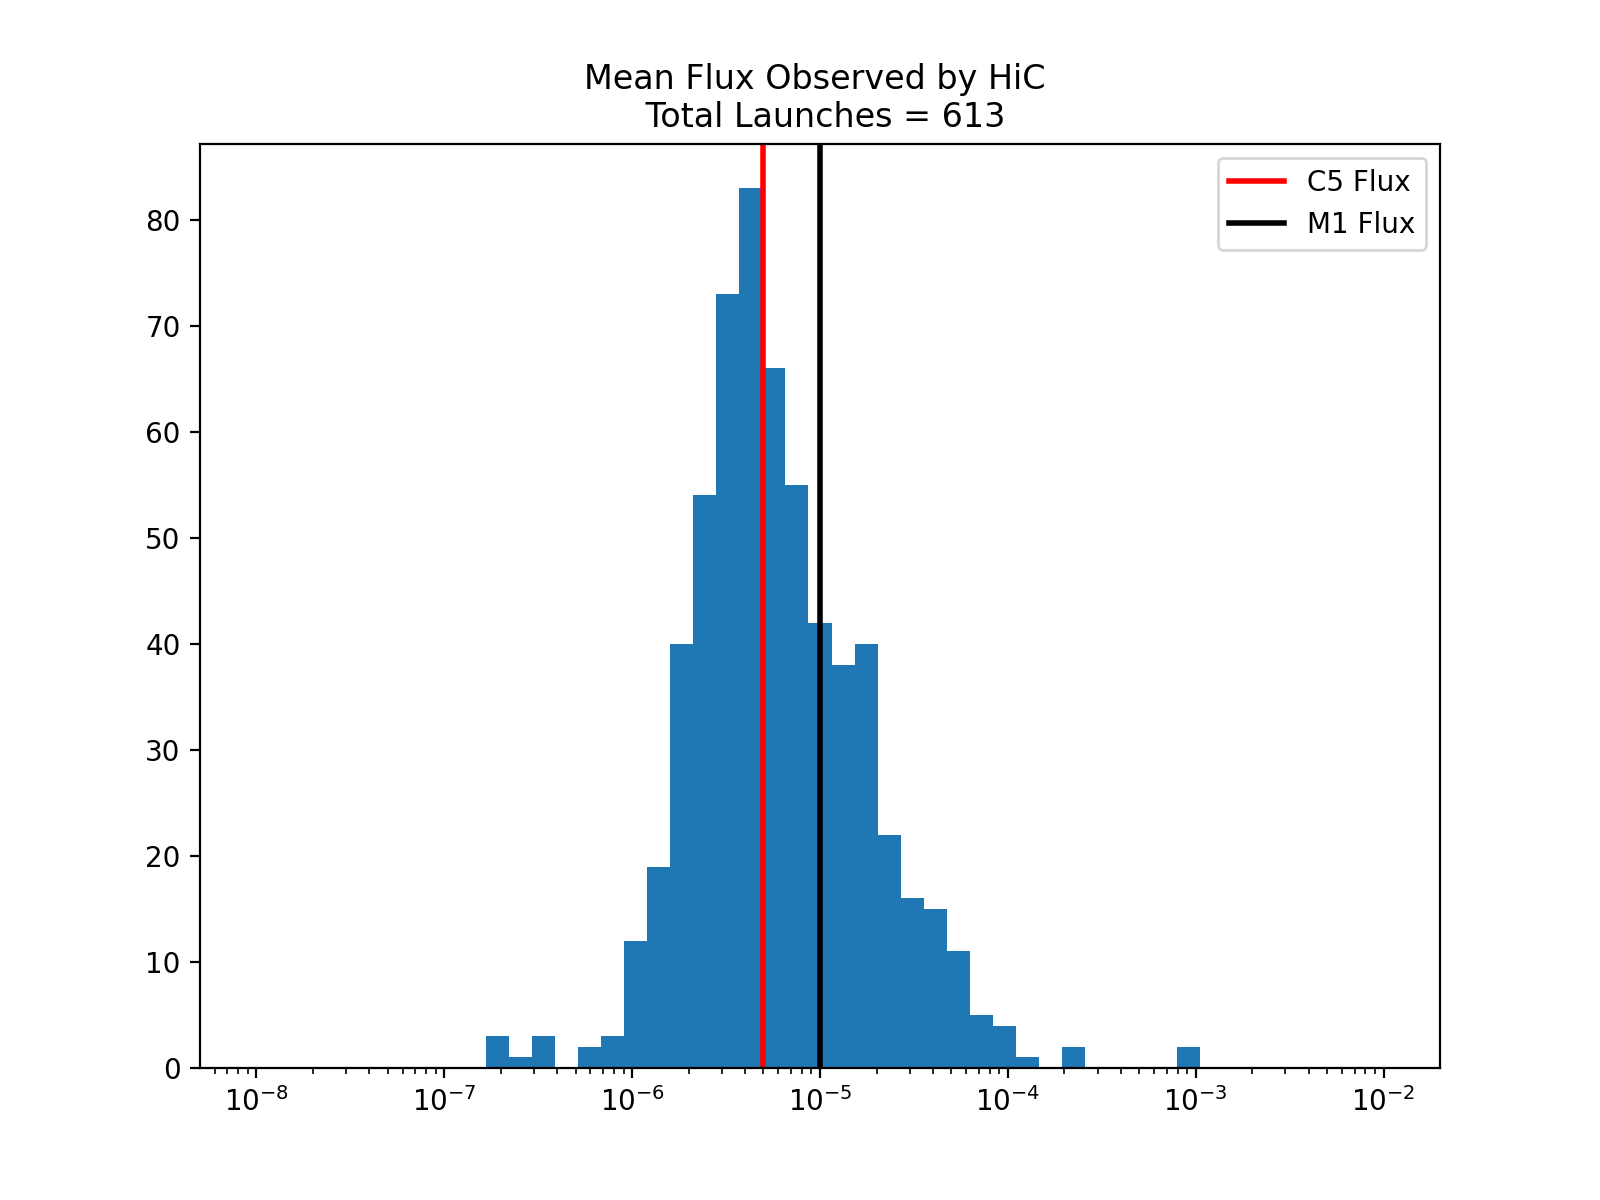 Mean Flux Observed by HiC
Total Launches = 613
C5 Flux
M1 Flux
80
70
60
50
40
30
20
10
0
10⁻⁸ 10⁻⁷ 10⁻⁶ 10⁻⁵ 10⁻⁴ 10⁻³ 10⁻²